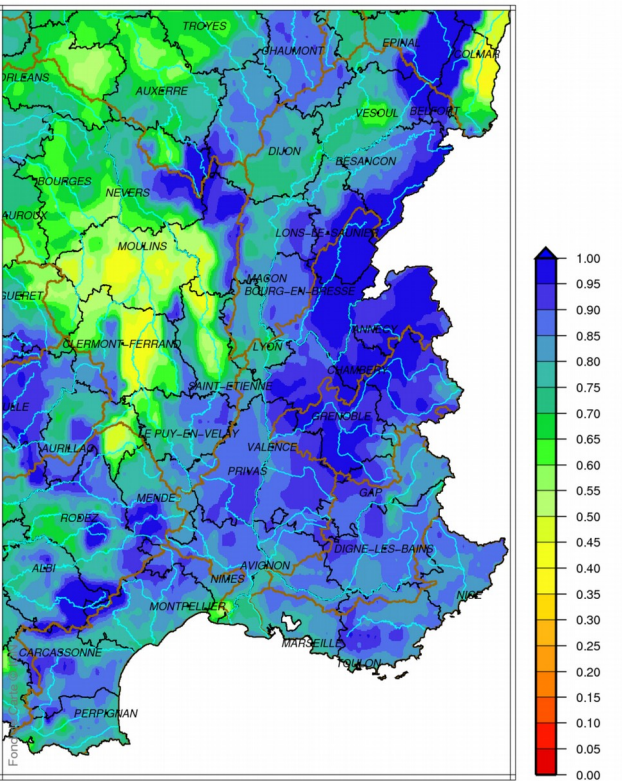 TROYES
CHAUMONT
EPINAL
COLMAR
ORLEANS
AUXERRE
VESOUL
BELFORT
DIJON
BESANCON
BOURGES
NEVERS
AUROUX
LONS-LE-SAUNIER
MOULINS
MACON
BOURG-EN-BRESSE
GUERET
ANNECY
CLERMONT-FERRAND
LYON
CHAMBERY
SAINT-ETIENNE
ULLE
GRENOBLE
LE PUY-EN-VELAY
AURILLAC
VALENCE
PRIVAS
MENDE
GAP
RODEZ
DIGNE-LES-BAINS
ALBI
AVIGNON
NIMES
NICE
MONTPELLIER
MARSEILLE
CARCASSONNE
TOULON
PERPIGNAN
Fond
1.00
0.95
0.90
0.85
0.80
0.75
0.70
0.65
0.60
0.55
0.50
0.45
0.40
0.35
0.30
0.25
0.20
0.15
0.10
0.05
0.00